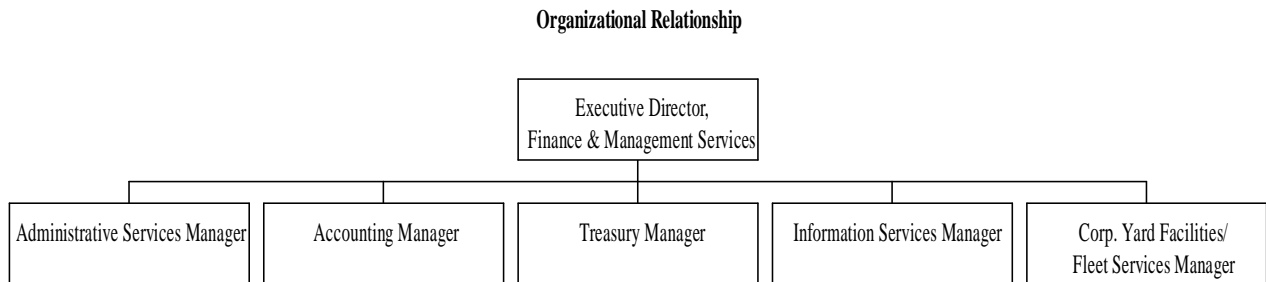 Organizational Relationship
Executive Director,
Finance & Management Services
Administrative Services Manager
Accounting Manager
Treasury Manager
Information Services Manager
Corp. Yard Facilities/
Fleet Services Manager